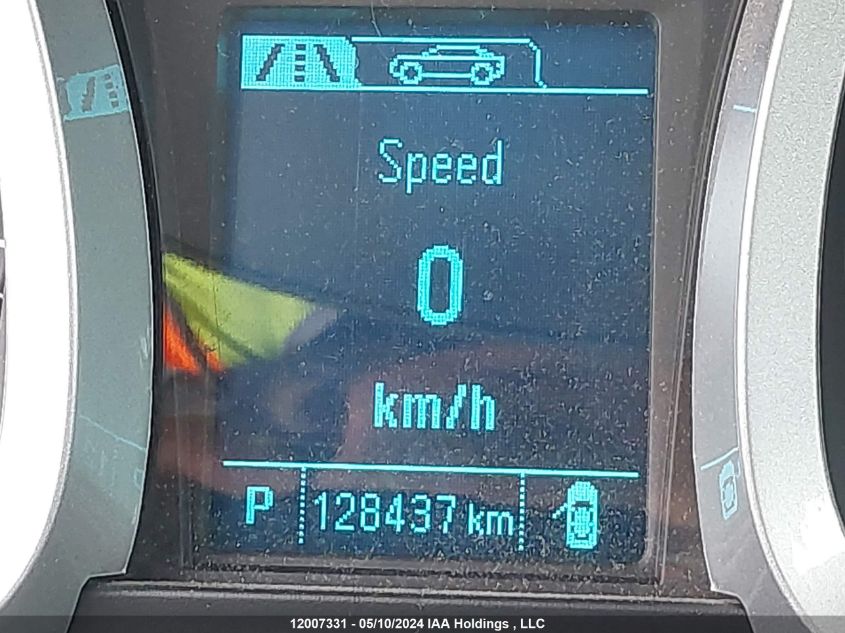 Speed
0
km/h
P 128437 km
12007331 - 05/10/2024 IAA Holdings , LLC